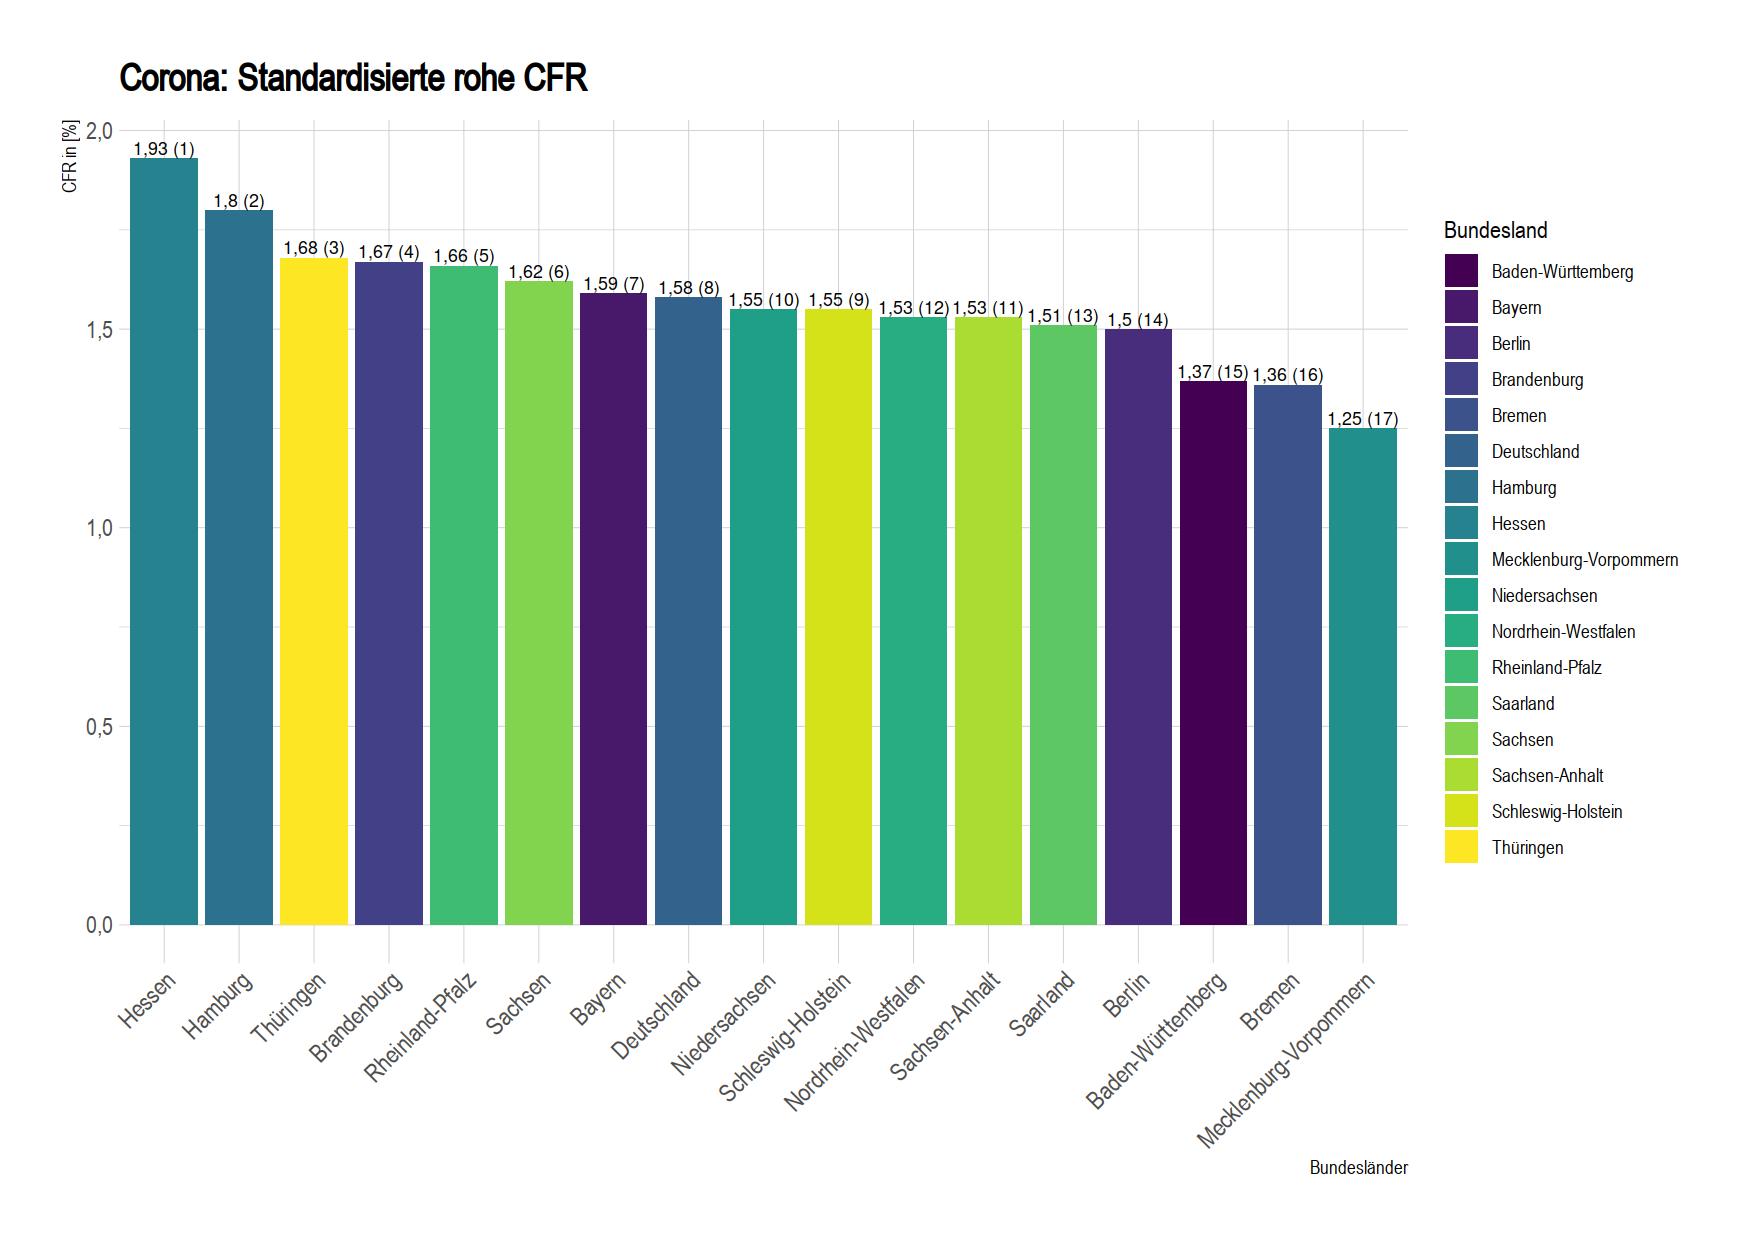 Corona: Standardisierte rohe CFR
CFR in [%]
2,0
1,5
1,0
0,5
0,0
1,93 (1)
1,8 (2)
1,68 (3)
1,67 (4)
1,66 (5)
1,62 (6)
1,59 (7)
1,58 (8)
1,55 (10)
1,55 (9)
1,53 (12)
1,53 (11)
1,51 (13)
1,5 (14)
1,37 (15)
1,36 (16)
1,25 (17)
Hessen
Hamburg
Thüringen
Brandenburg
Rheinland-Pfalz
Sachsen
Bayern
Deutschland
Niedersachsen
Schleswig-Holstein
Nordrhein-Westfalen
Sachsen-Anhalt
Saarland
Berlin
Baden-Württemberg
Bremen
Mecklenburg-Vorpommern
Bundesländer
Bundesland
Baden-Württemberg
Bayern
Berlin
Brandenburg
Bremen
Deutschland
Hamburg
Hessen
Mecklenburg-Vorpommern
Niedersachsen
Nordrhein-Westfalen
Rheinland-Pfalz
Saarland
Sachsen
Sachsen-Anhalt
Schleswig-Holstein
Thüringen